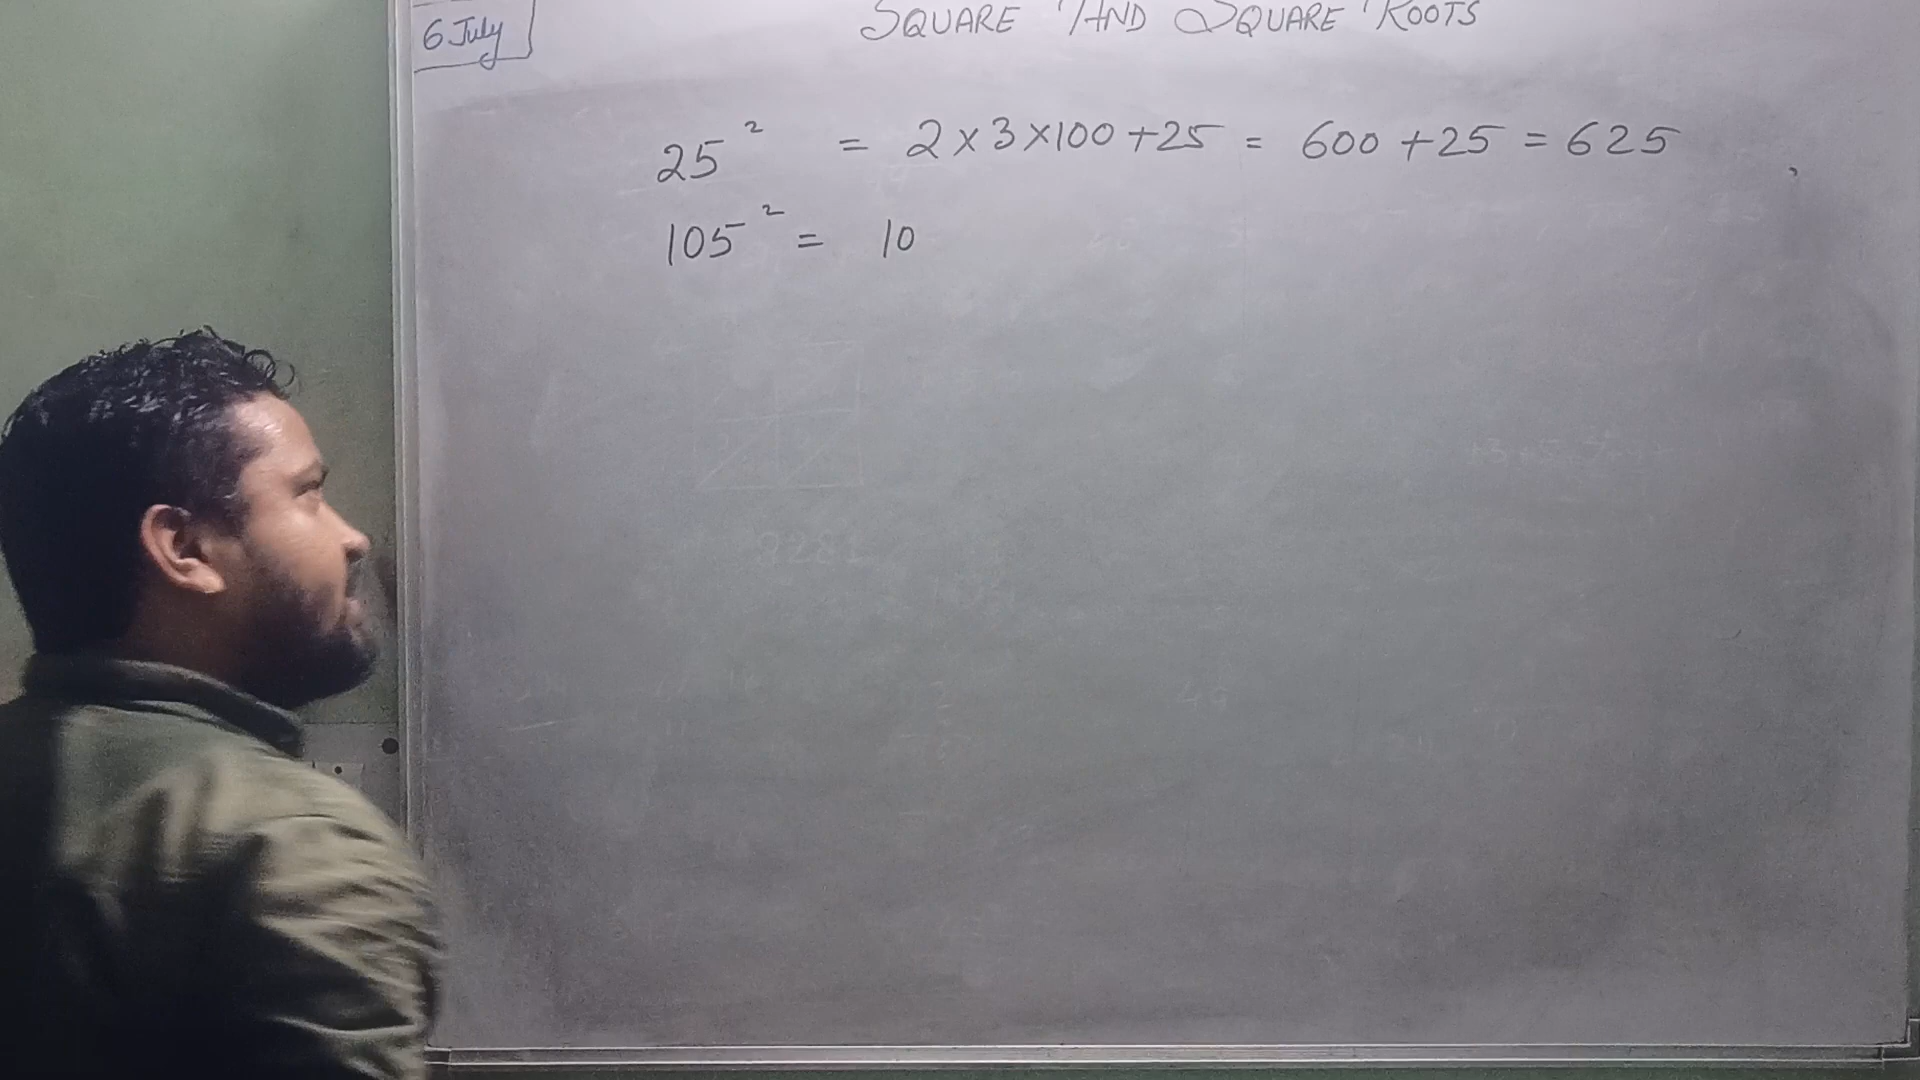 6 July
SQUARE AND SQUARE ROOTS
25² = 2×3×100+25 = 600+25 = 625
105² = 10